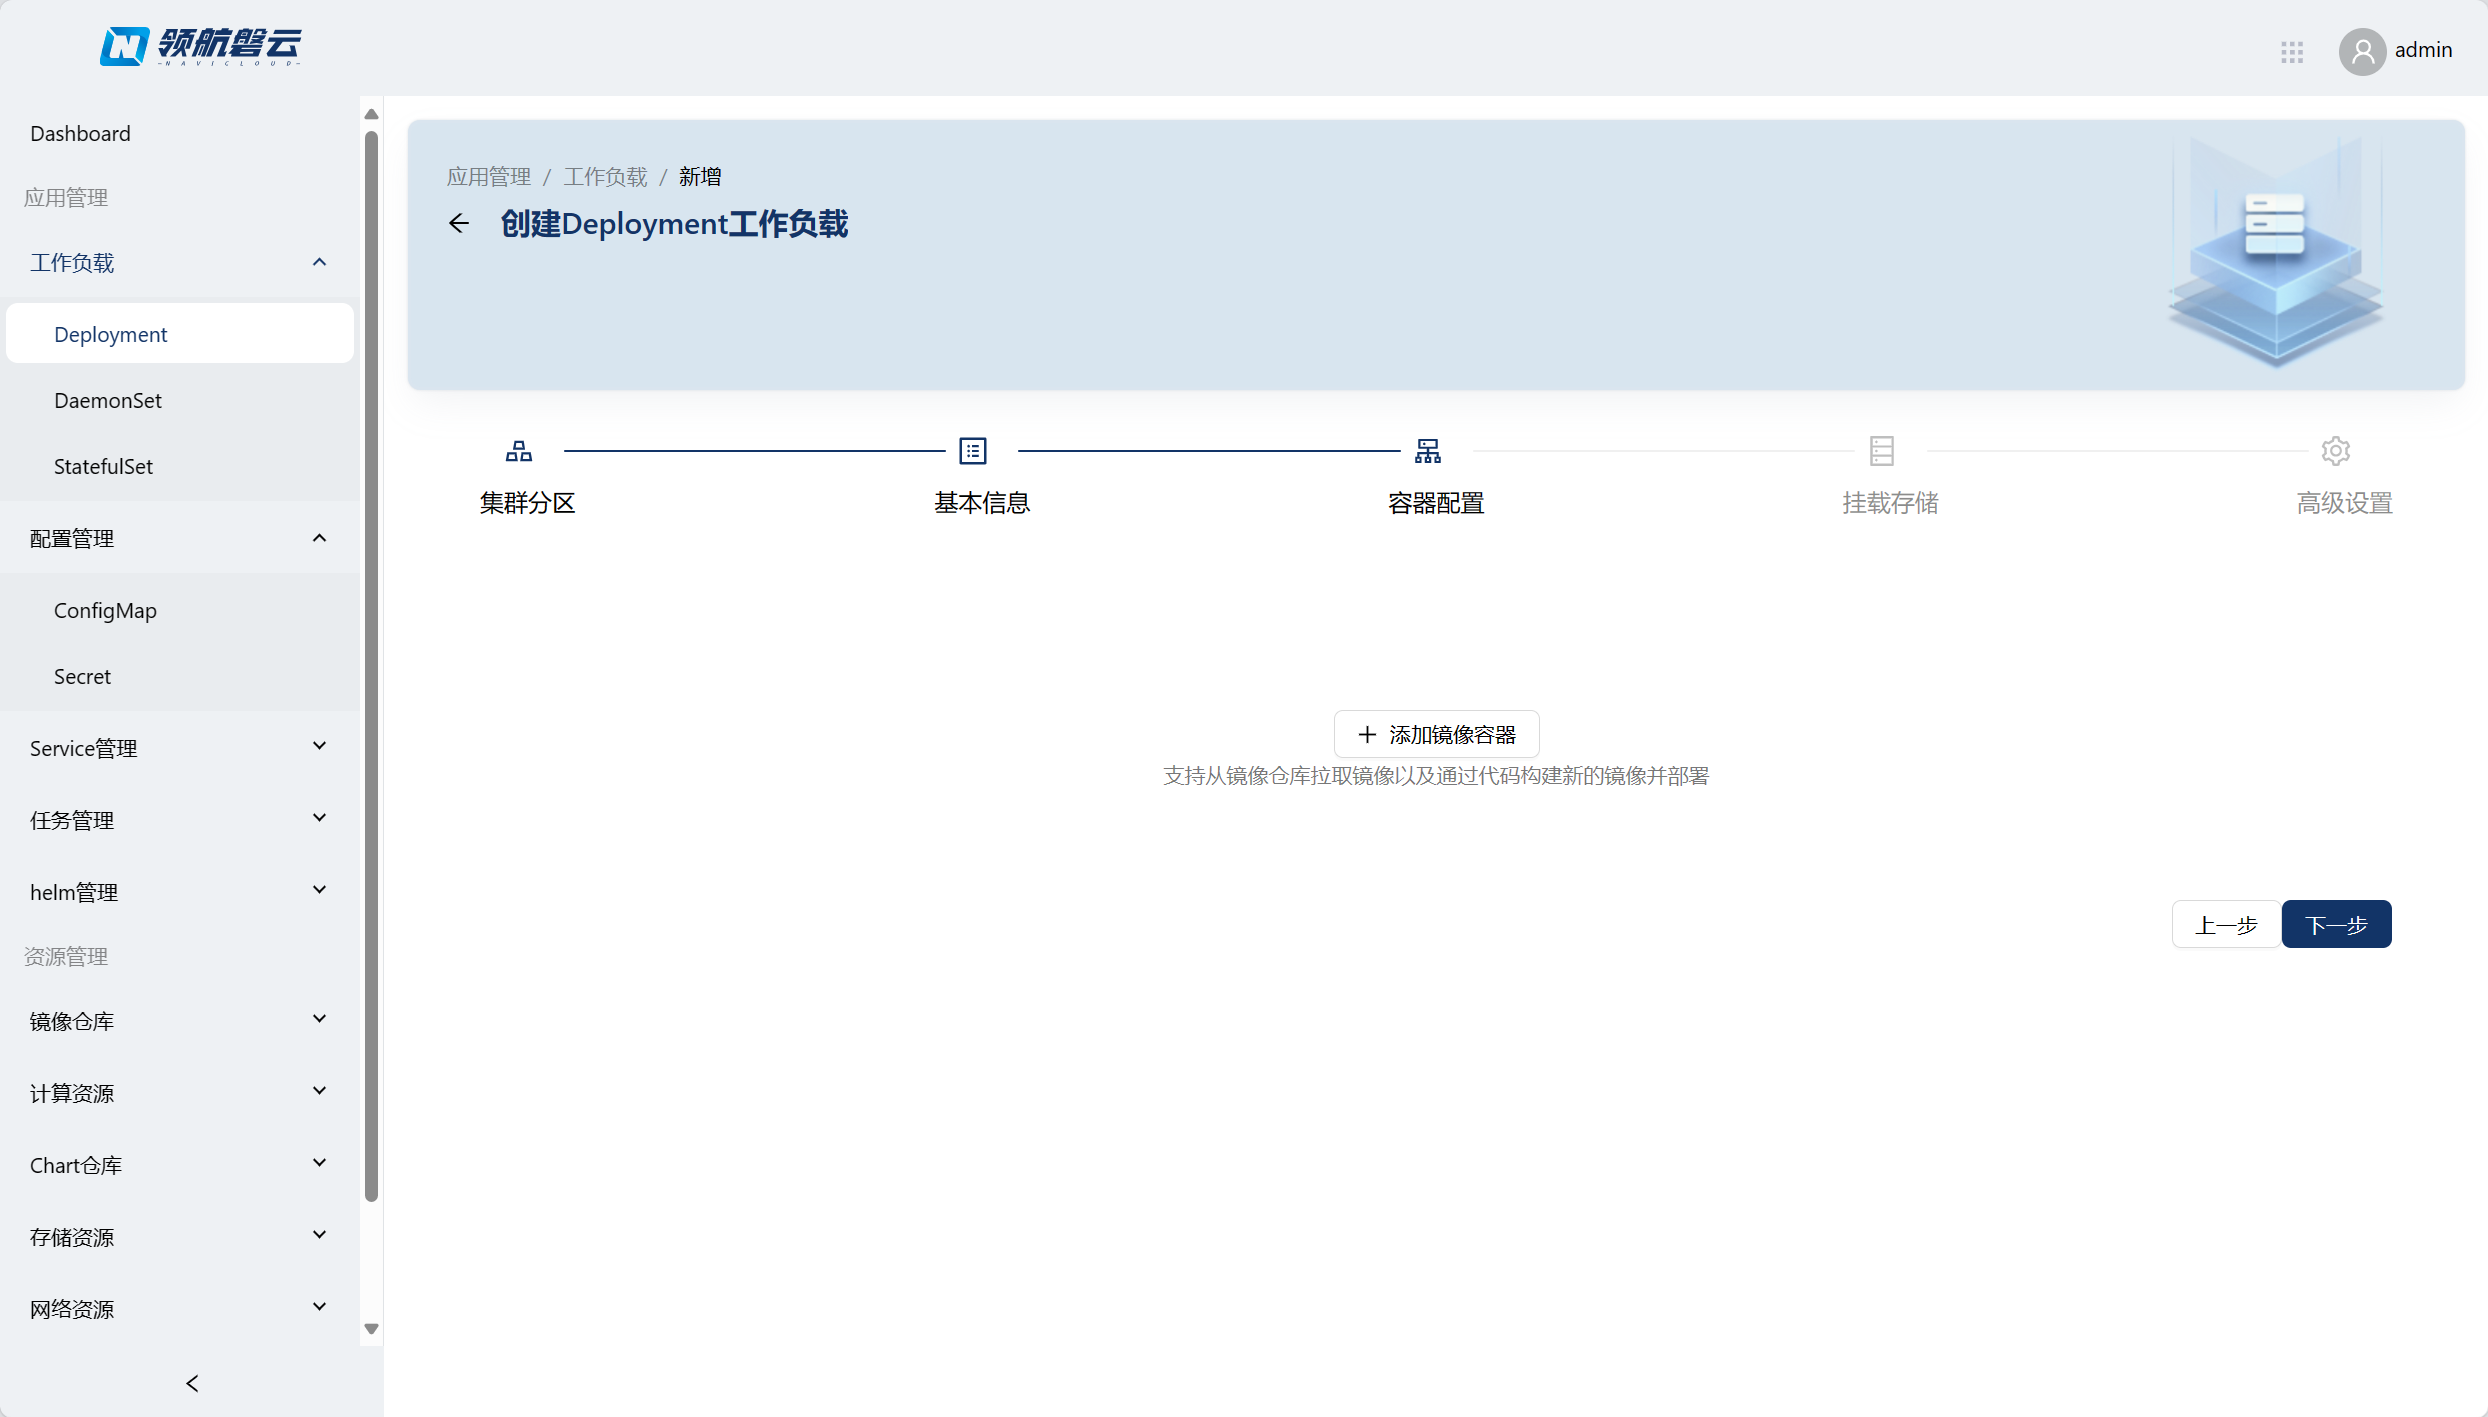 领航磐云
-NAVICLOUD-
admin
Dashboard
应用管理
工作负载
Deployment
DaemonSet
StatefulSet
配置管理
ConfigMap
Secret
Service管理
任务管理
helm管理
资源管理
镜像仓库
计算资源
Chart仓库
存储资源
网络资源
应用管理 / 工作负载 / 新增
创建Deployment工作负载
集群分区
基本信息
容器配置
挂载存储
高级设置
添加镜像容器
支持从镜像仓库拉取镜像以及通过代码构建新的镜像并部署
上一步
下一步